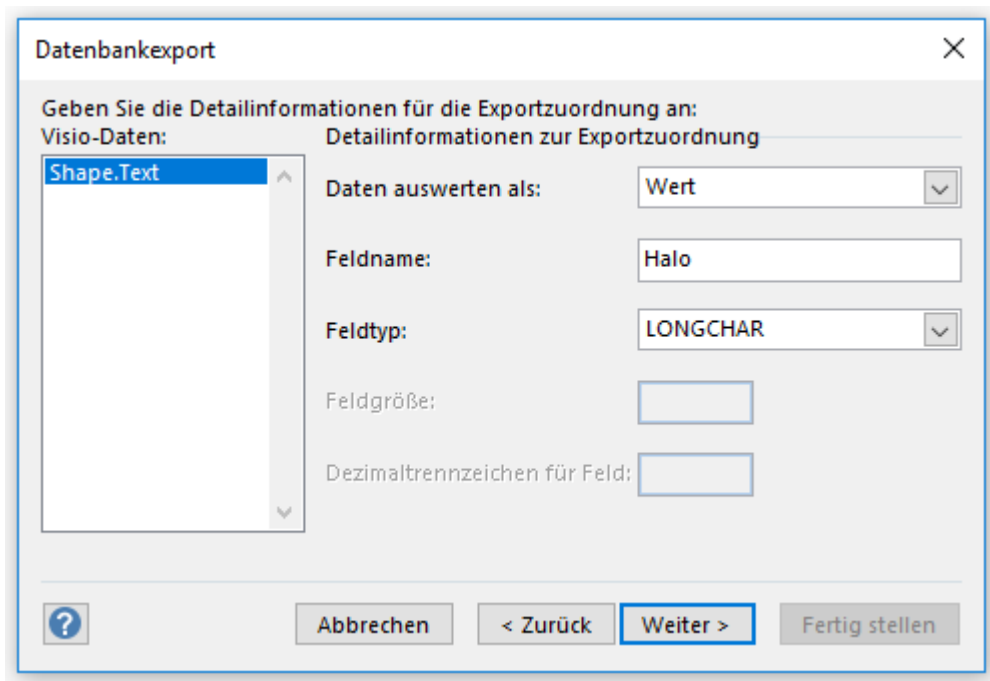 Datenbankexport
Geben Sie die Detailinformationen für die Exportzuordnung an:
Visio-Daten:
Detailinformationen zur Exportzuordnung
Shape.Text
Daten auswerten als:
Wert
Feldname:
Halo
Feldtyp:
LONGCHAR
Feldgröße:
Dezimaltrennzeichen für Feld:
?
Abbrechen
< Zurück
Weiter >
Fertig stellen